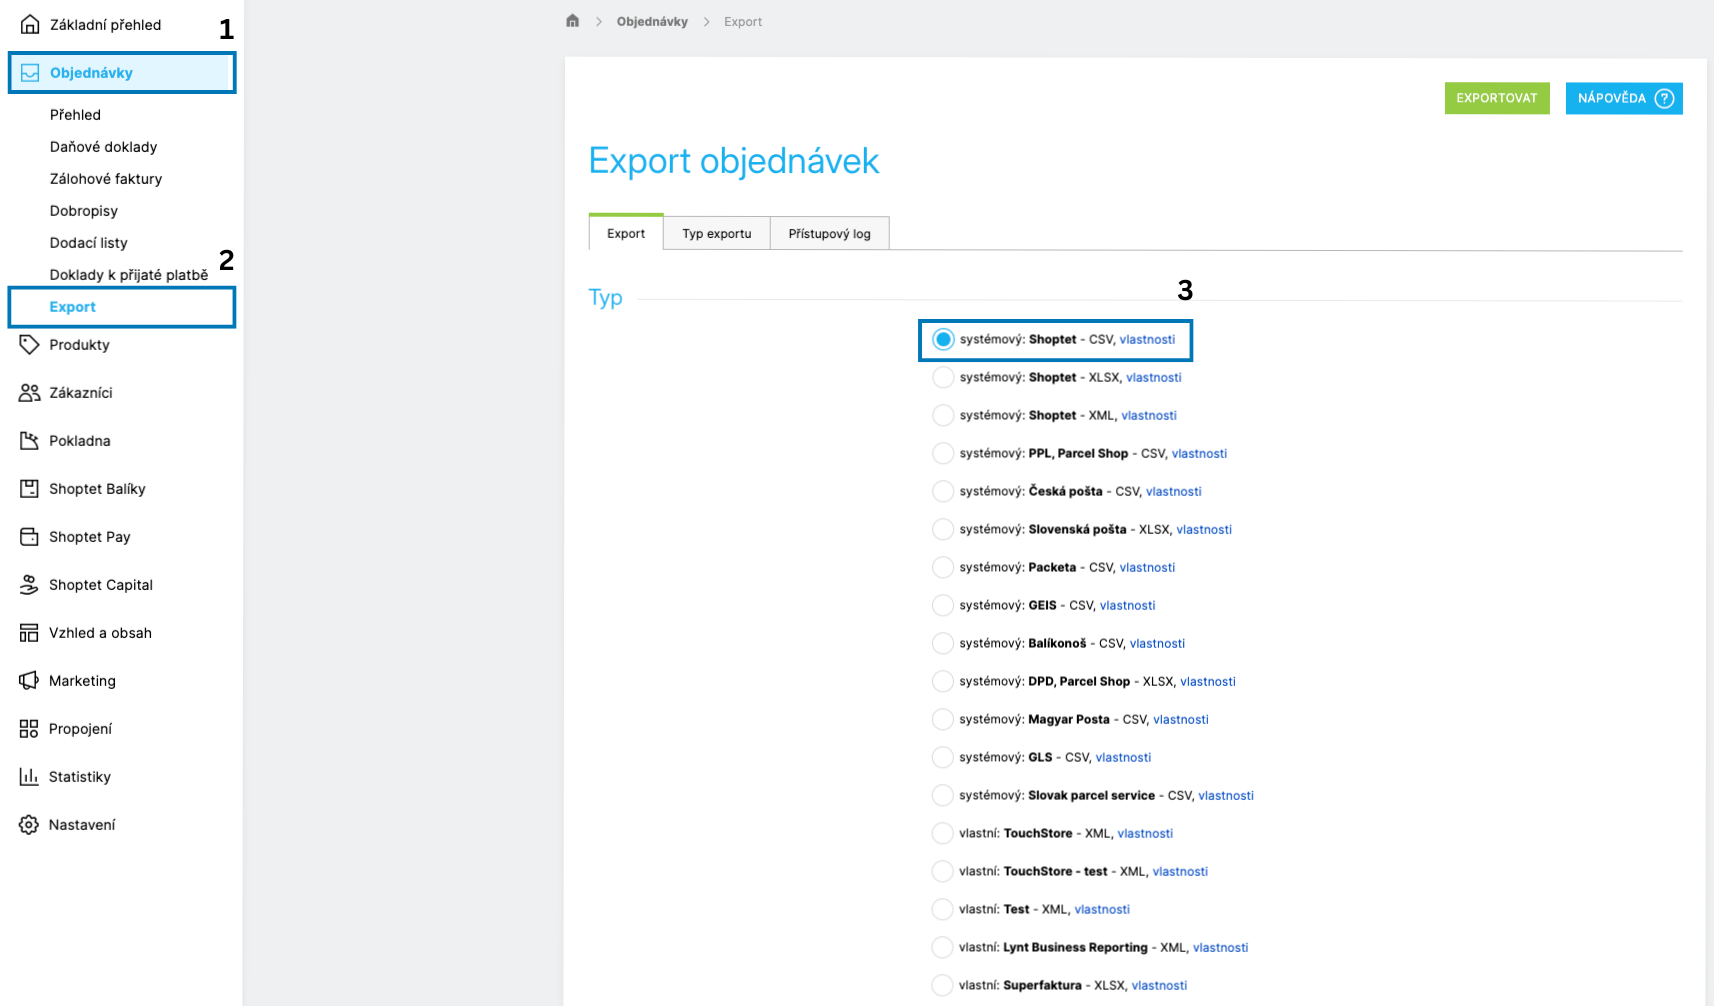 Základní přehled
1
Objednávky
Přehled
Daňové doklady
Zálohové faktury
Dobropisy
Dodací listy
2
Doklady k přijaté platbě
Export
Produkty
Zákazníci
Pokladna
Shoptet Balíky
Shoptet Pay
Shoptet Capital
Vzhled a obsah
Marketing
Propojení
Statistiky
Nastavení
Objednávky > Export
EXPORTOVAT
NÁPOVĚDA ?
Export objednávek
Export
Typ exportu
Přístupový log
Typ
3
systémový: Shoptet - CSV, vlastnosti
systémový: Shoptet - XLSX, vlastnosti
systémový: Shoptet - XML, vlastnosti
systémový: PPL, Parcel Shop - CSV, vlastnosti
systémový: Česká pošta - CSV, vlastnosti
systémový: Slovenská pošta - XLSX, vlastnosti
systémový: Packeta - CSV, vlastnosti
systémový: GEIS - CSV, vlastnosti
systémový: Balíkonoš - CSV, vlastnosti
systémový: DPD, Parcel Shop - XLSX, vlastnosti
systémový: Magyar Posta - CSV, vlastnosti
systémový: GLS - CSV, vlastnosti
systémový: Slovak parcel service - CSV, vlastnosti
vlastní: TouchStore - XML, vlastnosti
vlastní: TouchStore - test - XML, vlastnosti
vlastní: Test - XML, vlastnosti
vlastní: Lynt Business Reporting - XML, vlastnosti
vlastní: Superfaktura - XLSX, vlastnosti